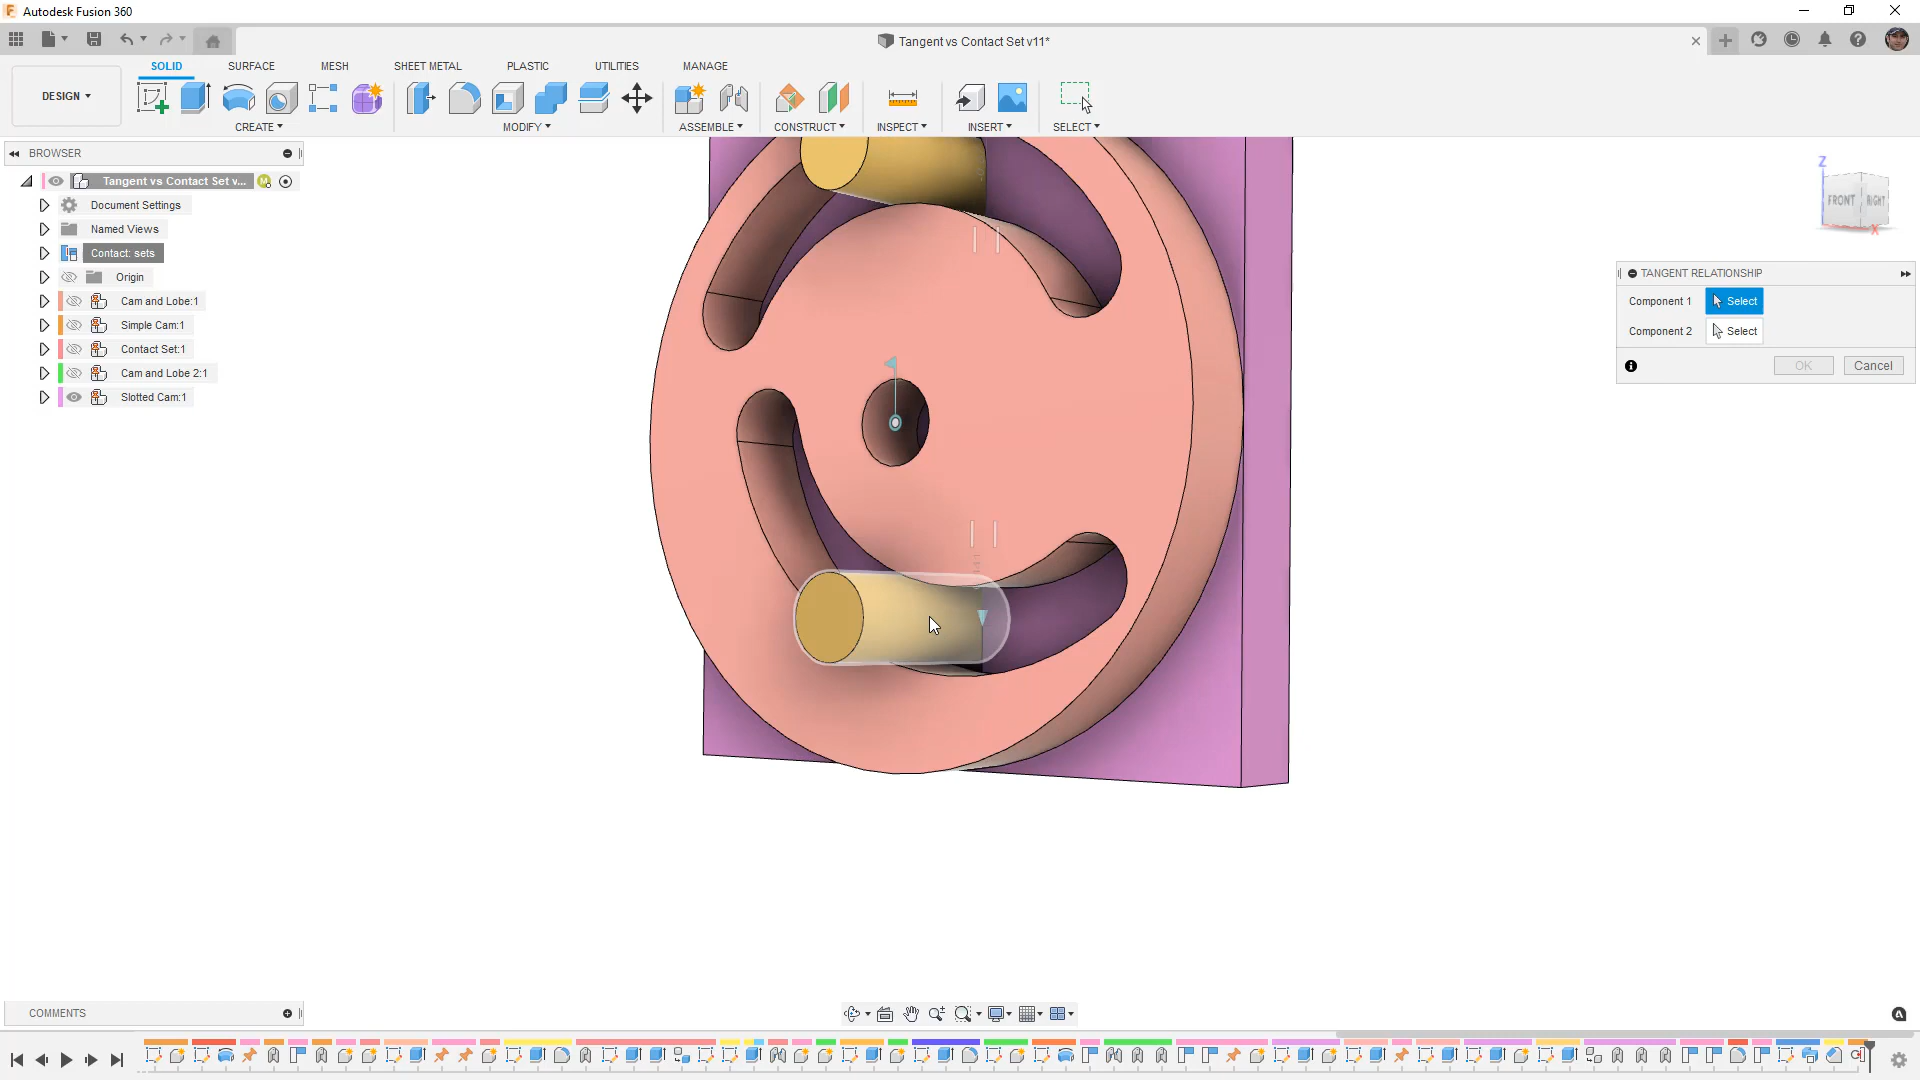 Autodesk Fusion 360
Tangent vs Contact Set v11*
DESIGN
SOLID
SURFACE
MESH
SHEET METAL
PLASTIC
UTILITIES
MANAGE
CREATE
MODIFY
ASSEMBLE
CONSTRUCT
INSPECT
INSERT
SELECT
BROWSER
Tangent vs Contact Set v...
Document Settings
Named Views
Contact: sets
Origin
Cam and Lobe:1
Simple Cam:1
Contact Set:1
Cam and Lobe 2:1
Slotted Cam:1
Z
FRONT
RIGHT
X
TANGENT RELATIONSHIP
Component 1
Select
Component 2
Select
OK
Cancel
COMMENTS